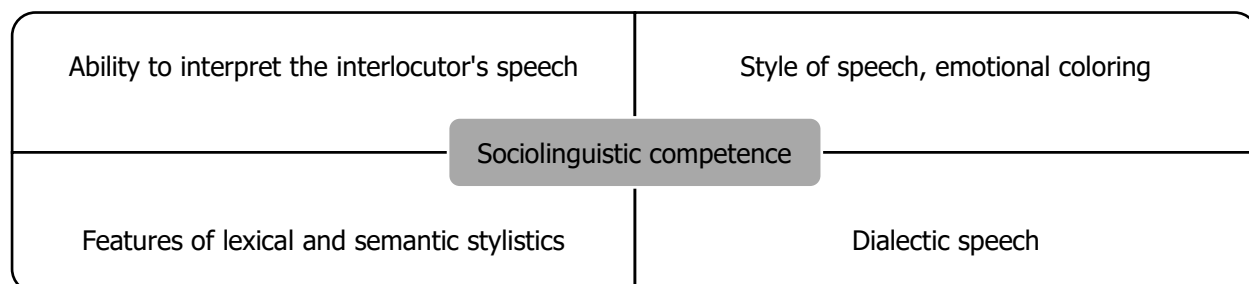 Ability to interpret the interlocutor's speech
Style of speech, emotional coloring
Sociolinguistic competence
Features of lexical and semantic stylistics
Dialectic speech